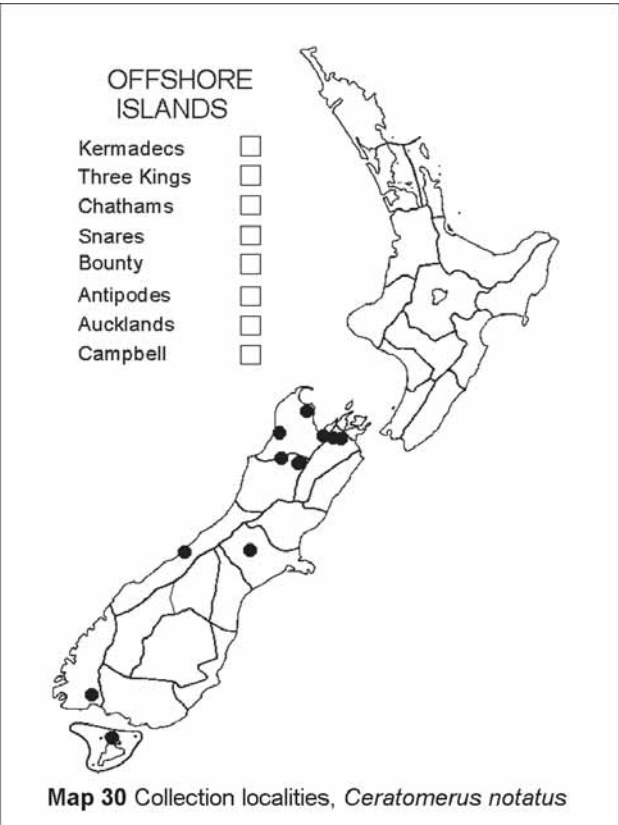 OFFSHORE
ISLANDS
Kermadecs
Three Kings
Chathams
Snares
Bounty
Antipodes
Aucklands
Campbell
Map 30 Collection localities, Ceratomerus notatus